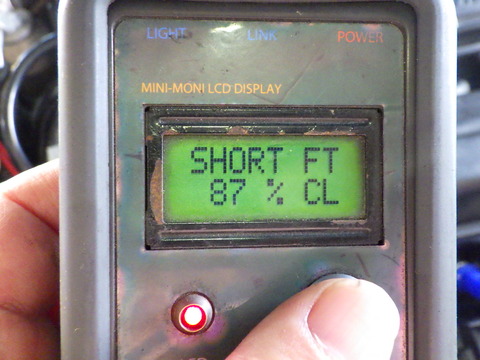 LIGHT LINK POWER
MINI-MONI LCD DISPLAY
SHORT FT
87 % CL